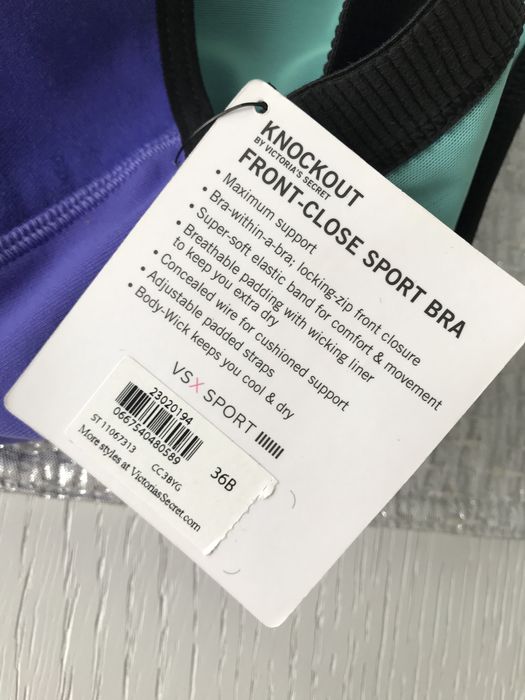 KNOCKOUT
BY VICTORIA'S SECRET
FRONT-CLOSE SPORT BRA
• Maximum support
• Bra-within-a-bra; locking-zip front closure
• Super-soft elastic band for comfort & movement
• Breathable padding with wicking liner
to keep you extra dry
• Concealed wire for cushioned support
• Adjustable padded straps
• Body-Wick keeps you cool & dry
VSX SPORT
23020194
0667540480589
ST 11067313 CC3BYG
36B
More styles at VictoriasSecret.com